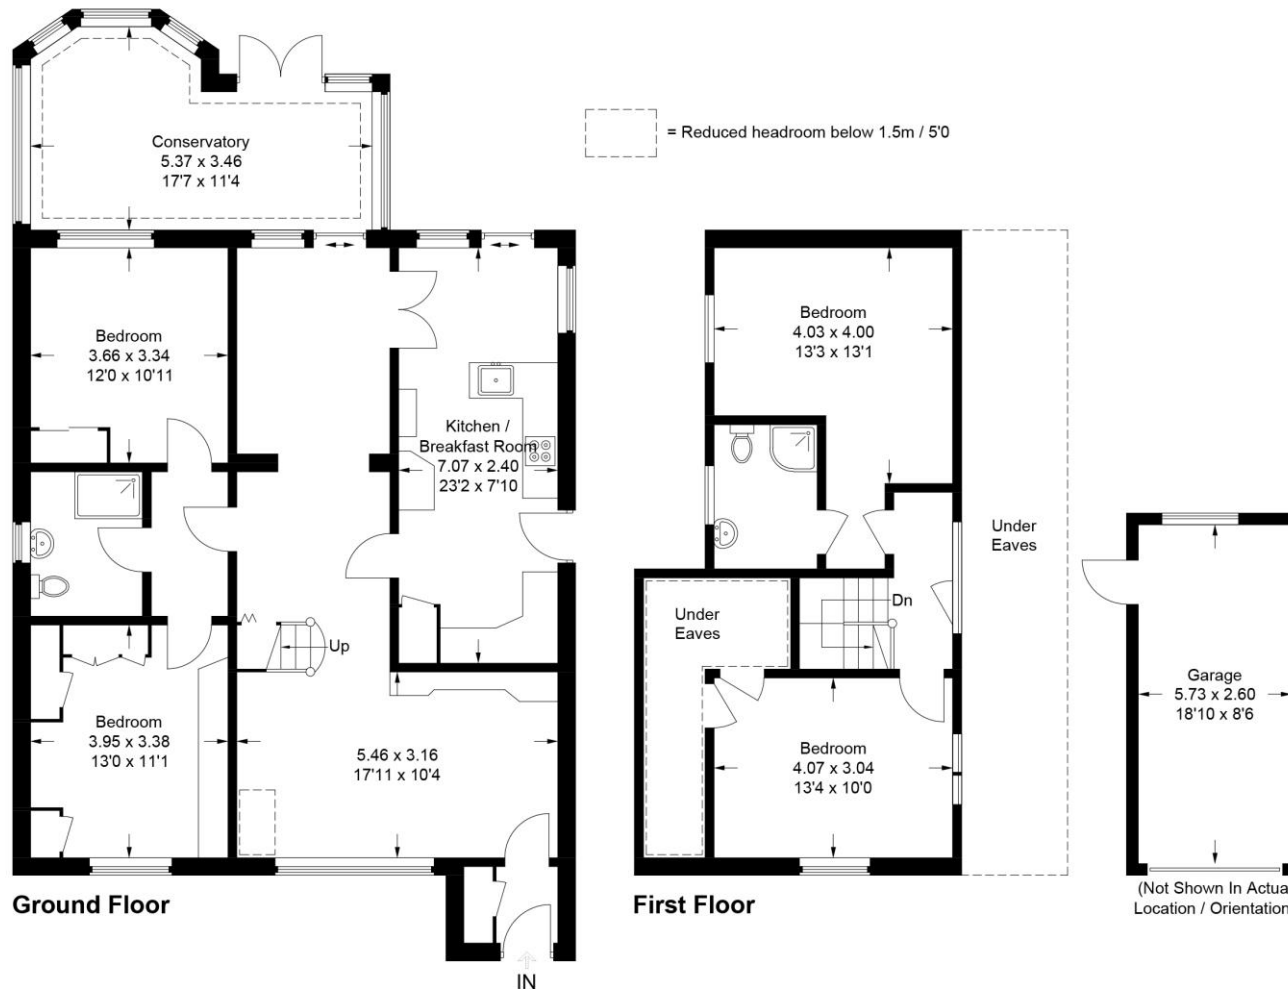 Conservatory
5.37 x 3.46
17'7 x 11'4
= Reduced headroom below 1.5m / 5'0
Bedroom
3.66 x 3.34
12'0 x 10'11
Kitchen /
Breakfast Room
7.07 x 2.40
23'2 x 7'10
Up
Bedroom
3.95 x 3.38
13'0 x 11'1
5.46 x 3.16
17'11 x 10'4
IN
Ground Floor
Bedroom
4.03 x 4.00
13'3 x 13'1
Under
Eaves
Under
Eaves
Dn
Bedroom
4.07 x 3.04
13'4 x 10'0
First Floor
Garage
5.73 x 2.60
18'10 x 8'6
(Not Shown In Actua
Location / Orientation